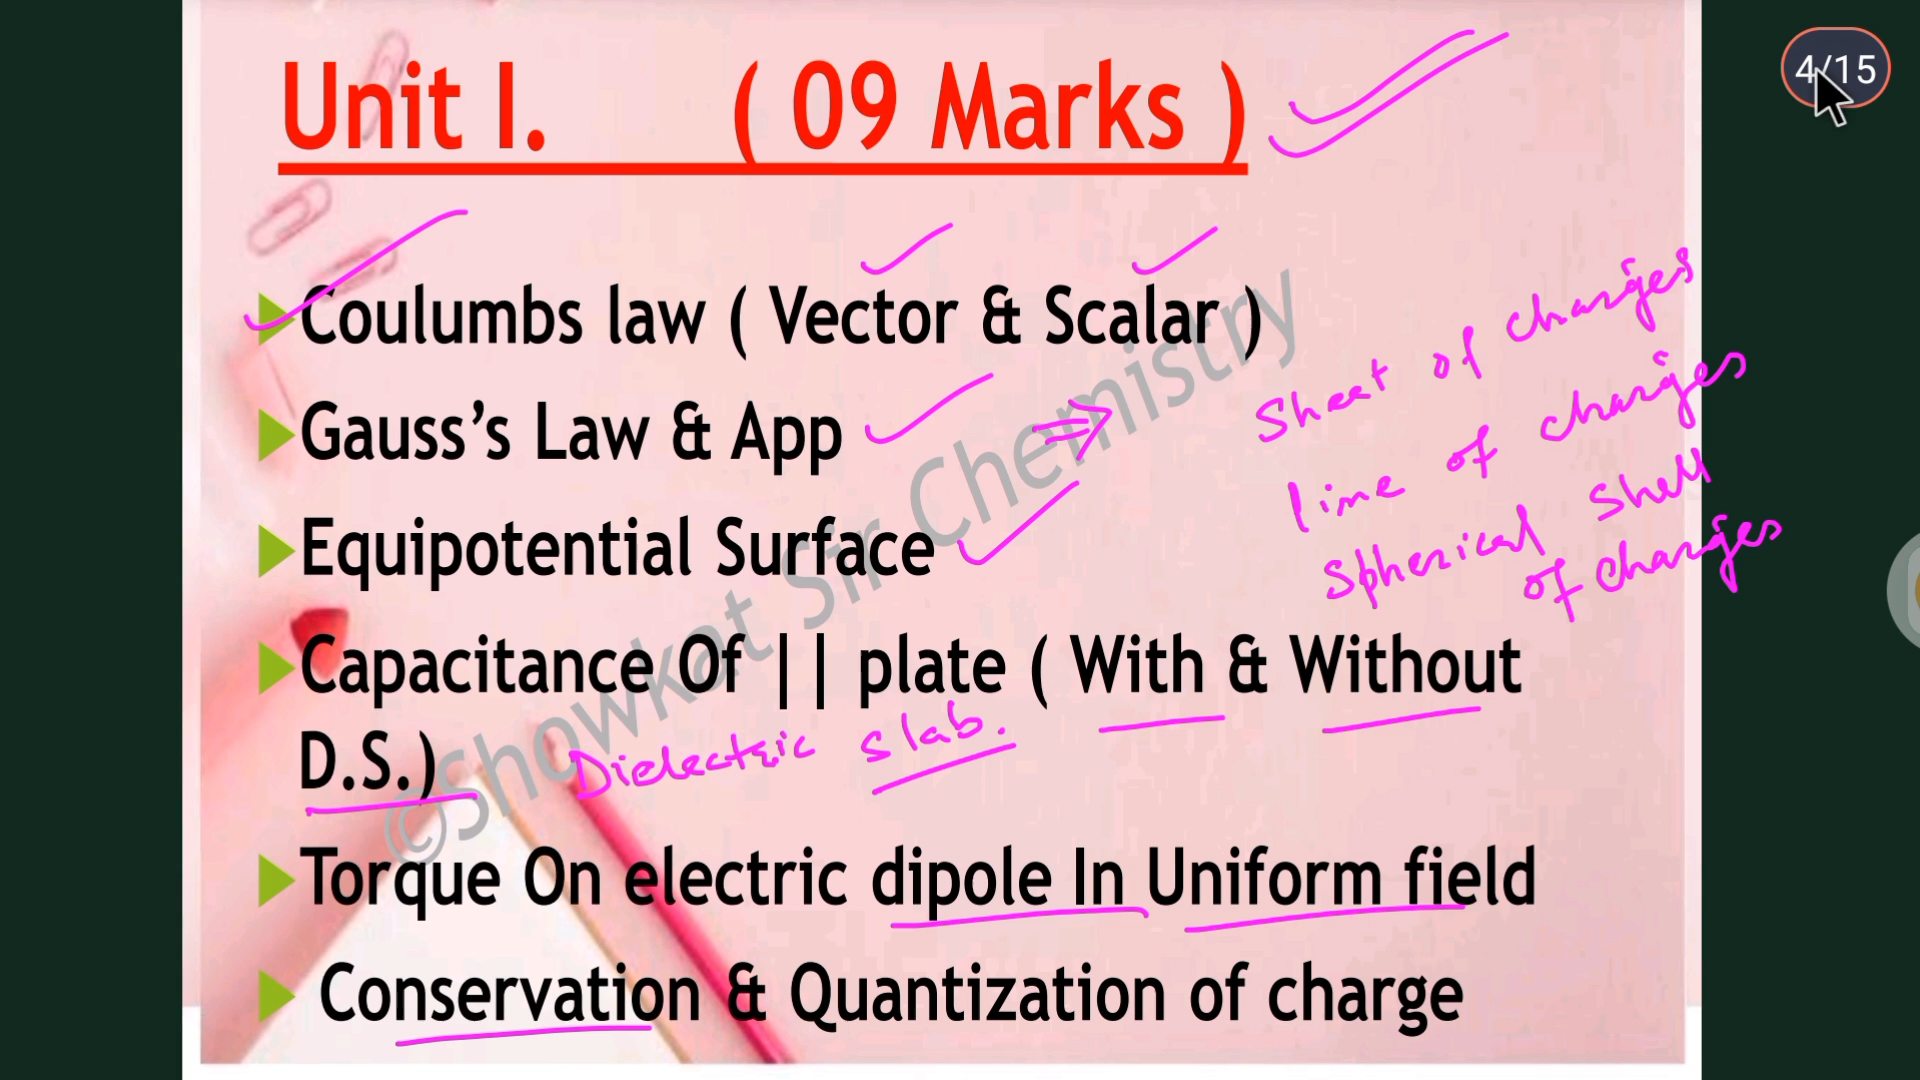 Unit I. ( 09 Marks )
4/15
Coulumbs law ( Vector & Scalar )
Gauss’s Law & App ⇒
Sheet of charges
line of charges
Spherical Shell
of charges
Equipotential Surface
Capacitance Of || plate ( With & Without
D.S.) Dielectric slab.
Torque On electric dipole In Uniform field
Conservation & Quantization of charge
©Showkat Sir Chemistry